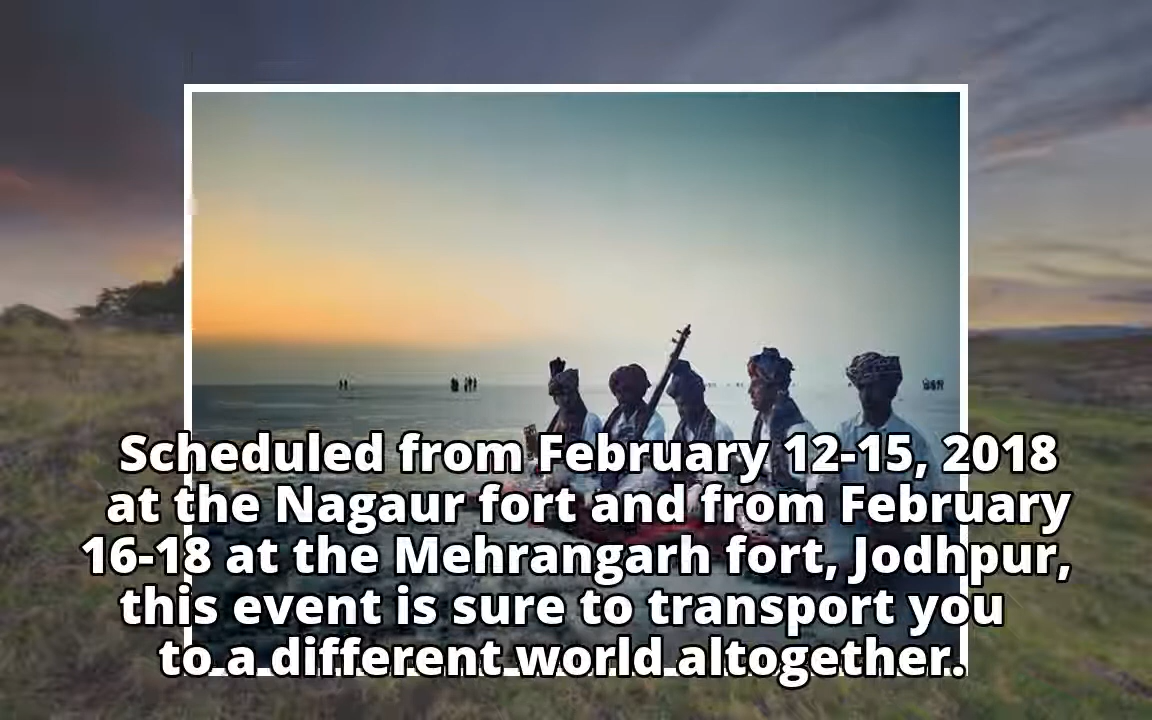 Scheduled from February 12-15, 2018
at the Nagaur fort and from February
16-18 at the Mehrangarh fort, Jodhpur,
this event is sure to transport you
to a different world altogether.